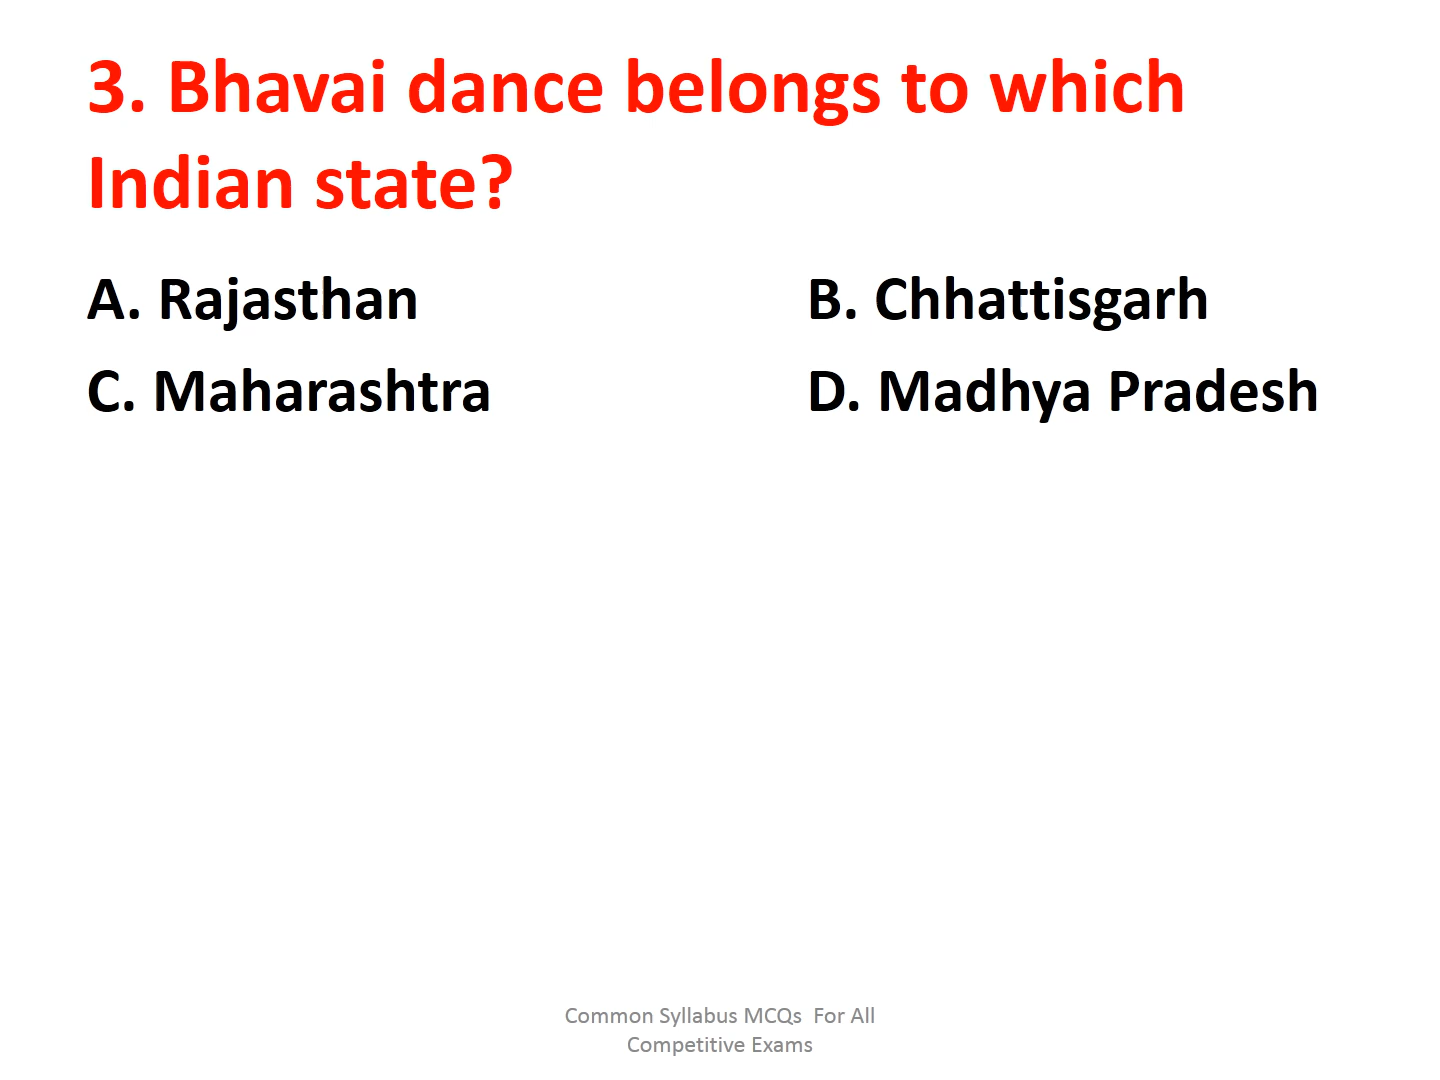 3. Bhavai dance belongs to which
Indian state?
A. Rajasthan B. Chhattisgarh
C. Maharashtra D. Madhya Pradesh
Common Syllabus MCQs For All
Competitive Exams